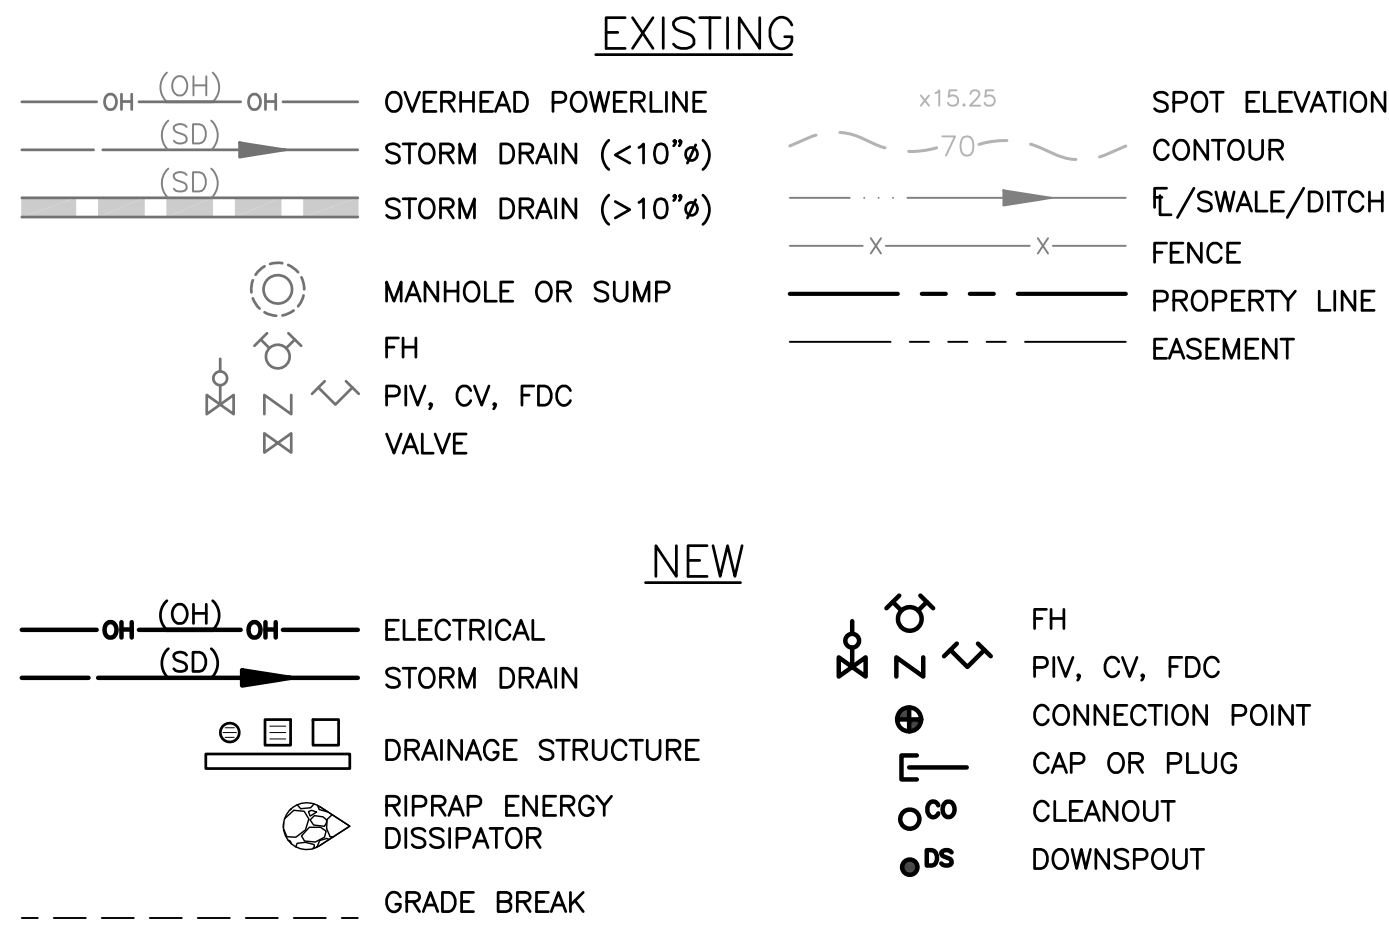 EXISTING
OH (OH) OH OVERHEAD POWERLINE
(SD) STORM DRAIN (<10"ø)
(SD) STORM DRAIN (>10"ø)
MANHOLE OR SUMP
FH
PIV, CV, FDC
VALVE
x15.25 SPOT ELEVATION
70 CONTOUR
FL/SWALE/DITCH
X X FENCE
PROPERTY LINE
EASEMENT
NEW
OH (OH) OH ELECTRICAL
(SD) STORM DRAIN
DRAINAGE STRUCTURE
RIPRAP ENERGY
DISSIPATOR
GRADE BREAK
FH
PIV, CV, FDC
CONNECTION POINT
CAP OR PLUG
CO CLEANOUT
DS DOWNSPOUT